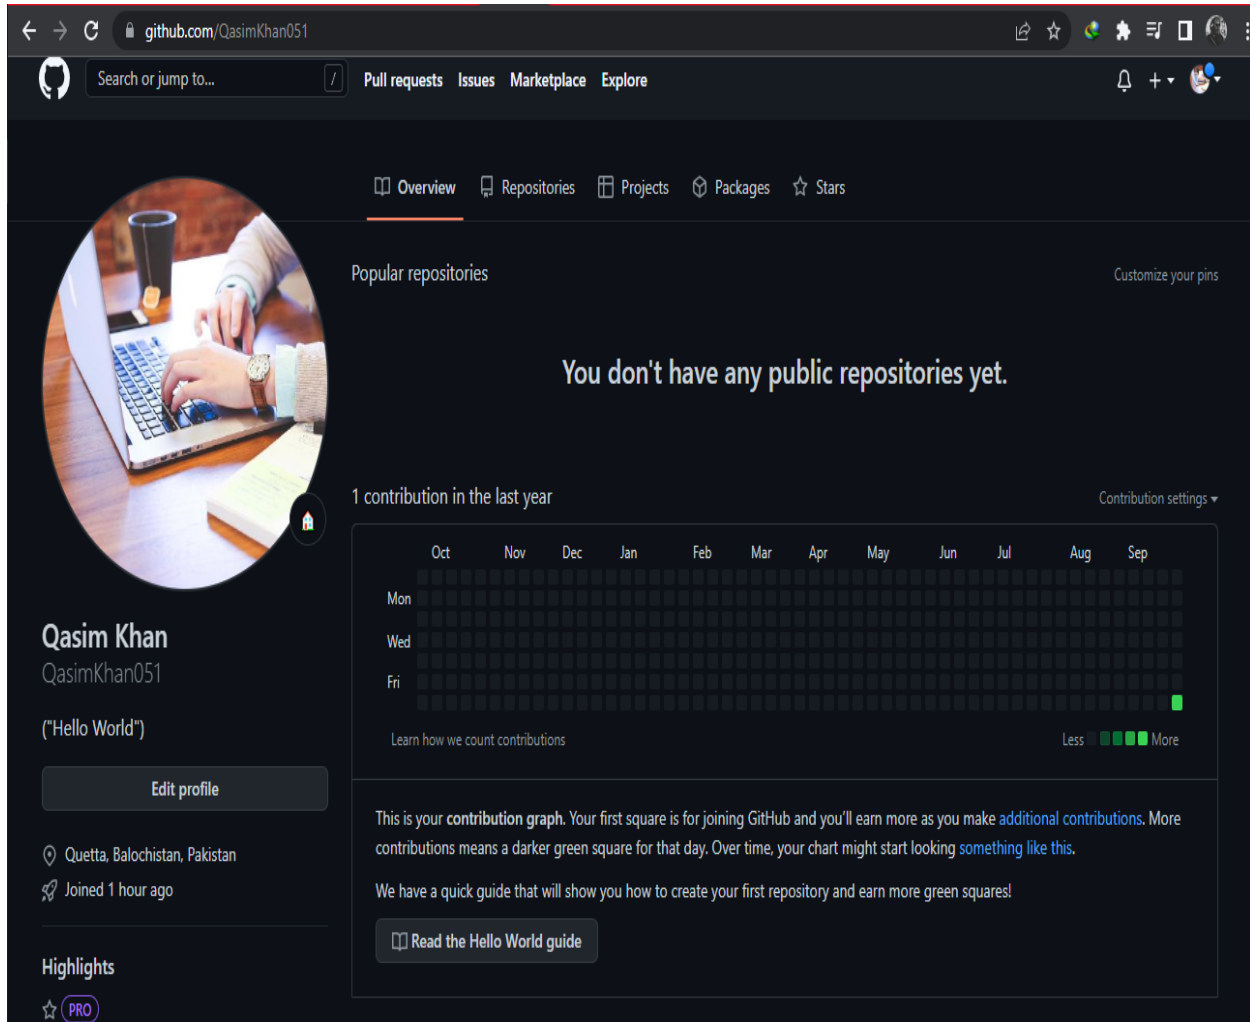 github.com/QasimKhan051
Search or jump to... /
Pull requests Issues Marketplace Explore
Overview Repositories Projects Packages Stars
Popular repositories
Customize your pins
You don't have any public repositories yet.
1 contribution in the last year
Contribution settings
Oct Nov Dec Jan Feb Mar Apr May Jun Jul Aug Sep
Mon
Wed
Fri
Learn how we count contributions
Less More
This is your contribution graph. Your first square is for joining GitHub and you'll earn more as you make additional contributions. More
contributions means a darker green square for that day. Over time, your chart might start looking something like this.
We have a quick guide that will show you how to create your first repository and earn more green squares!
Read the Hello World guide
Qasim Khan
QasimKhan051
("Hello World")
Edit profile
Quetta, Balochistan, Pakistan
Joined 1 hour ago
Highlights
PRO